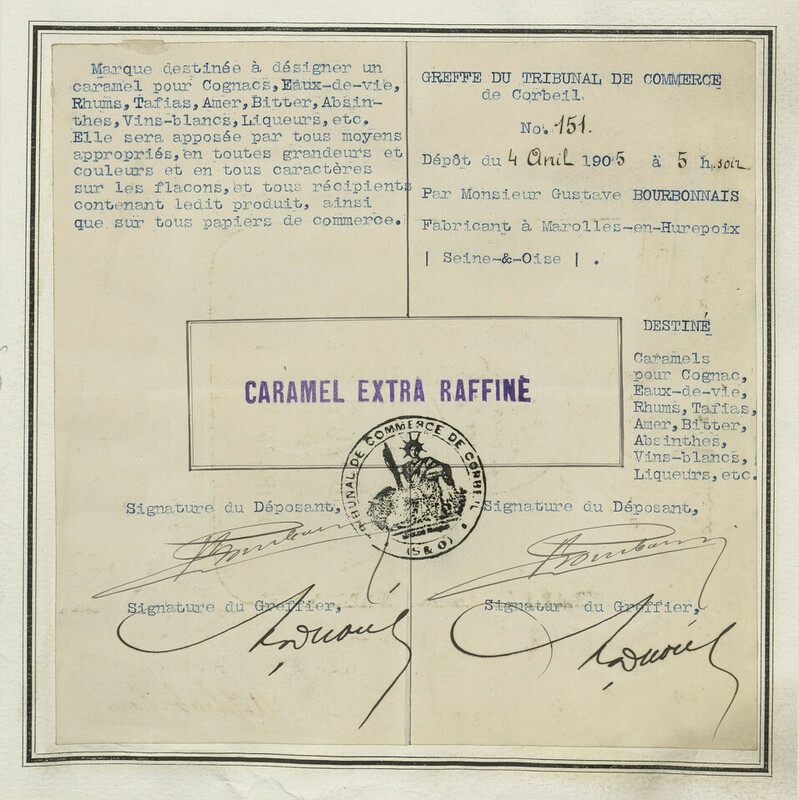 Marque destinée à désigner un
caramel pour Cognacs, Eaux-de-vie,
Rhums, Tafias, Amer, Bitter, Absin-
thes, Vins-blancs, Liqueurs, etc.
Elle sera apposée par tous moyens
appropriés, en toutes grandeurs et
couleurs et en tous caractères
sur les flacons, et tous récipients
contenant ledit produit, ainsi
que sur tous papiers de commerce.
GREFFE DU TRIBUNAL DE COMMERCE
de Corbeil.
No. 151.
Dépôt du 4 Avril 1905 à 5 h. soir
Par Monsieur Gustave BOURBONNAIS
Fabricant à Marolles-en-Hurepoix
| Seine-&-Oise | .
CARAMEL EXTRA RAFFINÉ
DESTINÉ
Caramels
pour Cognac,
Eaux-de-vie,
Rhums, Tafias,
Amer, Bitter,
Absinthes,
Vins-blancs,
Liqueurs, etc.
TRIBUNAL DE COMMERCE DE CORBEIL
(S & O)
Signature du Déposant,
Signature du Greffier,
Signature du Déposant,
Signatur du Greffier,